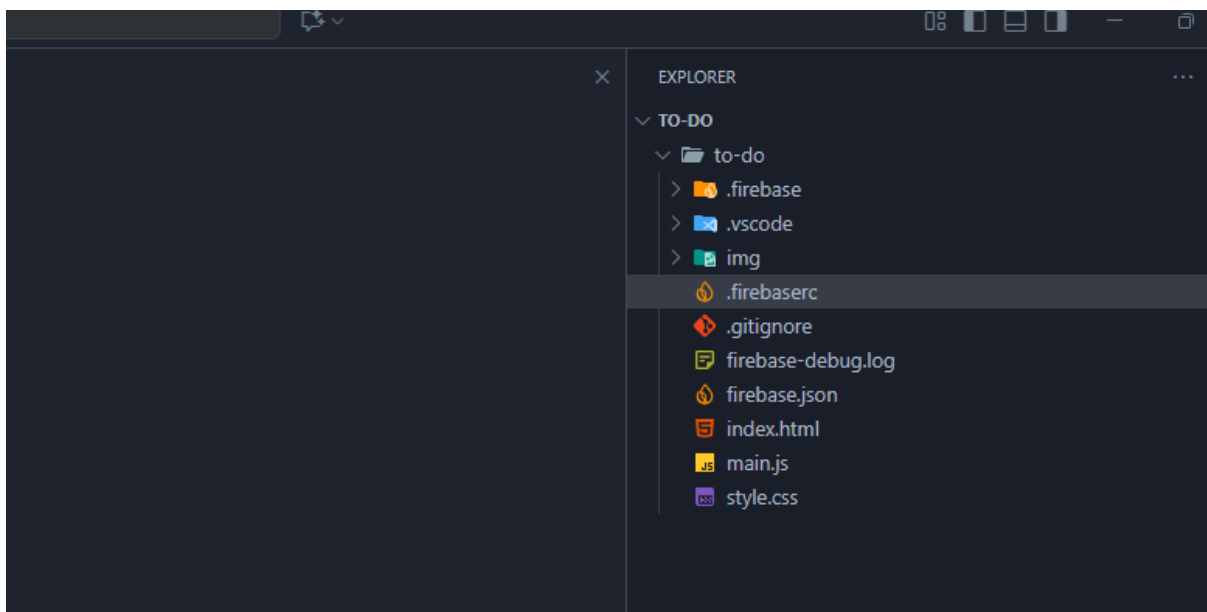 EXPLORER
TO-DO
to-do
.firebase
.vscode
img
.firebaserc
.gitignore
firebase-debug.log
firebase.json
index.html
main.js
style.css